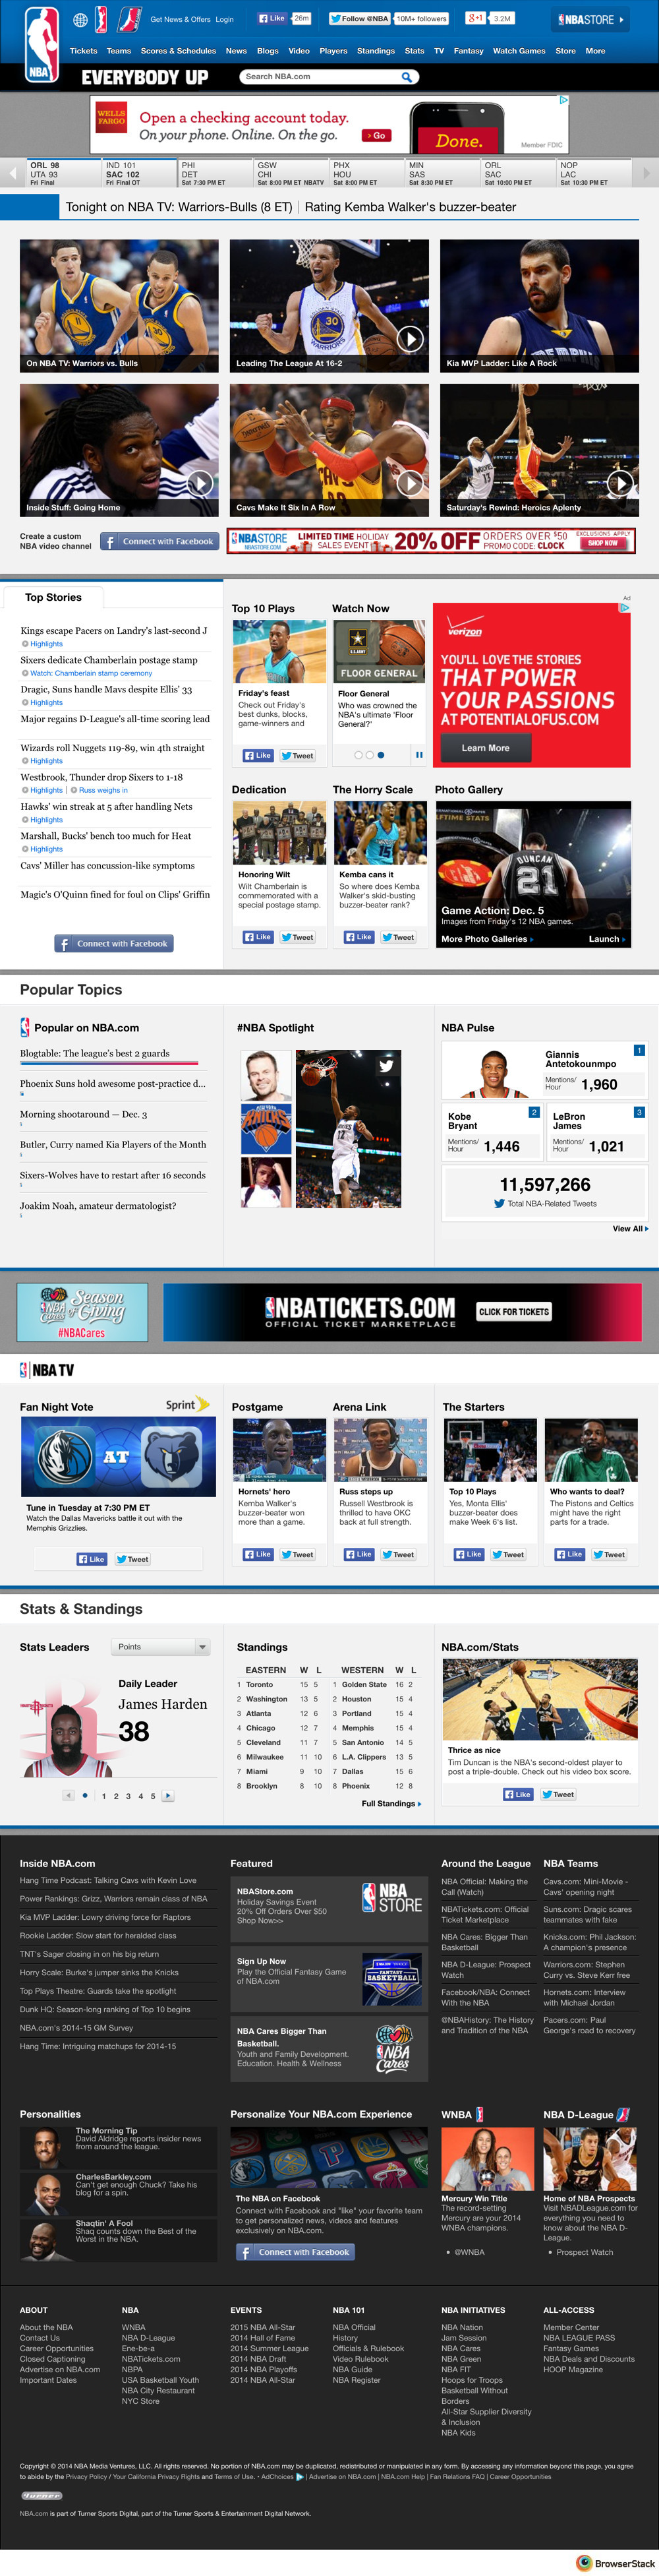 Get News & Offers Login
Like 26m
Follow @NBA 10M+ followers
+1 3.2M
NBASTORE
Tickets Teams Scores & Schedules News Blogs Video Players Standings Stats TV Fantasy Watch Games Store More
NBA
EVERYBODY UP
Search NBA.com
WELLS FARGO
Open a checking account today.
On your phone. Online. On the go.
Go
Done.
Member FDIC
ORL 98
UTA 93
Fri Final
IND 101
SAC 102
Fri Final OT
PHI
DET
Sat 7:30 PM ET
GSW
CHI
Sat 8:00 PM ET NBATV
PHX
HOU
Sat 8:00 PM ET
MIN
SAS
Sat 8:30 PM ET
ORL
SAC
Sat 10:00 PM ET
NOP
LAC
Sat 10:30 PM ET
Tonight on NBA TV: Warriors-Bulls (8 ET) | Rating Kemba Walker's buzzer-beater
On NBA TV: Warriors vs. Bulls
Leading The League At 16-2
Kia MVP Ladder: Like A Rock
Inside Stuff: Going Home
Cavs Make It Six In A Row
Saturday's Rewind: Heroics Aplenty
Create a custom
NBA video channel
Connect with Facebook
NBASTORE
NBASTORE.COM
LIMITED TIME HOLIDAY
SALES EVENT
20% OFF
ORDERS OVER $50
PROMO CODE: CLOCK
EXCLUSIONS APPLY
SHOP NOW
Top Stories
Kings escape Pacers on Landry's last-second J
Highlights
Sixers dedicate Chamberlain postage stamp
Watch: Chamberlain stamp ceremony
Dragic, Suns handle Mavs despite Ellis' 33
Highlights
Major regains D-League's all-time scoring lead
Wizards roll Nuggets 119-89, win 4th straight
Highlights
Westbrook, Thunder drop Sixers to 1-18
Highlights | Russ weighs in
Hawks' win streak at 5 after handling Nets
Highlights
Marshall, Bucks' bench too much for Heat
Highlights
Cavs' Miller has concussion-like symptoms
Magic's O'Quinn fined for foul on Clips' Griffin
Connect with Facebook
Top 10 Plays
Friday's feast
Check out Friday's
best dunks, blocks,
game-winners and
Like Tweet
Watch Now
FLOOR GENERAL
Floor General
Who was crowned the
NBA's ultimate 'Floor
General?'
Ad
verizon
YOU'LL LOVE THE STORIES
THAT POWER
YOUR PASSIONS
AT POTENTIALOFUS.COM
Learn More
Dedication
Honoring Wilt
Wilt Chamberlain is
commemorated with a
special postage stamp.
Like Tweet
The Horry Scale
Kemba cans it
So where does Kemba
Walker's skid-busting
buzzer-beater rank?
Like Tweet
Photo Gallery
DUNCAN
21
Game Action: Dec. 5
Images from Friday's 12 NBA games.
More Photo Galleries
Launch
Popular Topics
Popular on NBA.com
Blogtable: The league's best 2 guards
Phoenix Suns hold awesome post-practice d...
Morning shootaround — Dec. 3
Butler, Curry named Kia Players of the Month
Sixers-Wolves have to restart after 16 seconds
Joakim Noah, amateur dermatologist?
#NBA Spotlight
NBA Pulse
Giannis
Antetokounmpo
1
Mentions/
Hour
1,960
Kobe
Bryant
2
Mentions/
Hour
1,446
LeBron
James
3
Mentions/
Hour
1,021
11,597,266
Total NBA-Related Tweets
View All
NBA Cares
Season of Giving
#NBACares
NBATICKETS.COM
OFFICIAL TICKET MARKETPLACE
CLICK FOR TICKETS
NBA TV
Fan Night Vote
Sprint
AT
Tune in Tuesday at 7:30 PM ET
Watch the Dallas Mavericks battle it out with the
Memphis Grizzlies.
Like Tweet
Postgame
Hornets' hero
Kemba Walker's
buzzer-beater won
more than a game.
Like Tweet
Arena Link
Russ steps up
Russell Westbrook is
thrilled to have OKC
back at full strength.
Like Tweet
The Starters
Top 10 Plays
Yes, Monta Ellis'
buzzer-beater does
make Week 6's list.
Like Tweet
Who wants to deal?
The Pistons and Celtics
might have the right
parts for a trade.
Like Tweet
Stats & Standings
Stats Leaders
Points
Daily Leader
James Harden
38
1 2 3 4 5
Standings
EASTERN W L WESTERN W L
1 Toronto 15 5 1 Golden State 16 2
2 Washington 13 5 2 Houston 15 4
3 Atlanta 12 6 3 Portland 15 4
4 Chicago 12 7 4 Memphis 15 4
5 Cleveland 11 7 5 San Antonio 14 5
6 Milwaukee 11 10 6 L.A. Clippers 13 5
7 Miami 9 10 7 Dallas 15 6
8 Brooklyn 8 10 8 Phoenix 12 8
Full Standings
NBA.com/Stats
Thrice as nice
Tim Duncan is the NBA's second-oldest player to
post a triple-double. Check out his video box score.
Like Tweet
Inside NBA.com
Hang Time Podcast: Talking Cavs with Kevin Love
Power Rankings: Grizz, Warriors remain class of NBA
Kia MVP Ladder: Lowry driving force for Raptors
Rookie Ladder: Slow start for heralded class
TNT's Sager closing in on his big return
Horry Scale: Burke's jumper sinks the Knicks
Top Plays Theatre: Guards take the spotlight
Dunk HQ: Season-long ranking of Top 10 begins
NBA.com's 2014-15 GM Survey
Hang Time: Intriguing matchups for 2014-15
Featured
NBAStore.com
Holiday Savings Event
20% Off Orders Over $50
Shop Now>>
NBA STORE
Sign Up Now
Play the Official Fantasy Game
of NBA.com
FANTASY BASKETBALL
NBA Cares Bigger Than
Basketball.
Youth and Family Development.
Education. Health & Wellness
NBA Cares
Around the League
NBA Official: Making the
Call (Watch)
NBATickets.com: Official
Ticket Marketplace
NBA Cares: Bigger Than
Basketball
NBA D-League: Prospect
Watch
Facebook/NBA: Connect
With the NBA
@NBAHistory: The History
and Tradition of the NBA
NBA Teams
Cavs.com: Mini-Movie -
Cavs' opening night
Suns.com: Dragic scares
teammates with fake
Knicks.com: Phil Jackson:
A champion's presence
Warriors.com: Stephen
Curry vs. Steve Kerr free
Hornets.com: Interview
with Michael Jordan
Pacers.com: Paul
George's road to recovery
Personalities
The Morning Tip
David Aldridge reports insider news
from around the league.
CharlesBarkley.com
Can't get enough Chuck? Take his
blog for a spin.
Shaqtin' A Fool
Shaq counts down the Best of the
Worst in the NBA.
Personalize Your NBA.com Experience
The NBA on Facebook
Connect with Facebook and "like" your favorite team
to get personalized news, videos and features
exclusively on NBA.com.
Connect with Facebook
WNBA
Mercury Win Title
The record-setting
Mercury are your 2014
WNBA champions.
@WNBA
NBA D-League
Home of NBA Prospects
Visit NBADLeague.com for
everything you need to
know about the NBA D-
League.
Prospect Watch
ABOUT
About the NBA
Contact Us
Career Opportunities
Closed Captioning
Advertise on NBA.com
Important Dates
NBA
WNBA
NBA D-League
Ene-be-a
NBATickets.com
NBPA
USA Basketball Youth
NBA City Restaurant
NYC Store
EVENTS
2015 NBA All-Star
2014 Hall of Fame
2014 Summer League
2014 NBA Draft
2014 NBA Playoffs
2014 NBA All-Star
NBA 101
NBA Official
History
Officials & Rulebook
Video Rulebook
NBA Guide
NBA Register
NBA INITIATIVES
NBA Nation
Jam Session
NBA Cares
NBA Green
NBA FIT
Hoops for Troops
Basketball Without
Borders
All-Star Supplier Diversity
& Inclusion
NBA Kids
ALL-ACCESS
Member Center
NBA LEAGUE PASS
Fantasy Games
NBA Deals and Discounts
HOOP Magazine
Copyright © 2014 NBA Media Ventures, LLC. All rights reserved. No portion of NBA.com may be duplicated, redistributed or manipulated in any form. By accessing any information beyond this page, you agree
to abide by the Privacy Policy / Your California Privacy Rights and Terms of Use. • AdChoices | Advertise on NBA.com | NBA.com Help | Fan Relations FAQ | Career Opportunities
Turner
NBA.com is part of Turner Sports Digital, part of the Turner Sports & Entertainment Digital Network.
BrowserStack